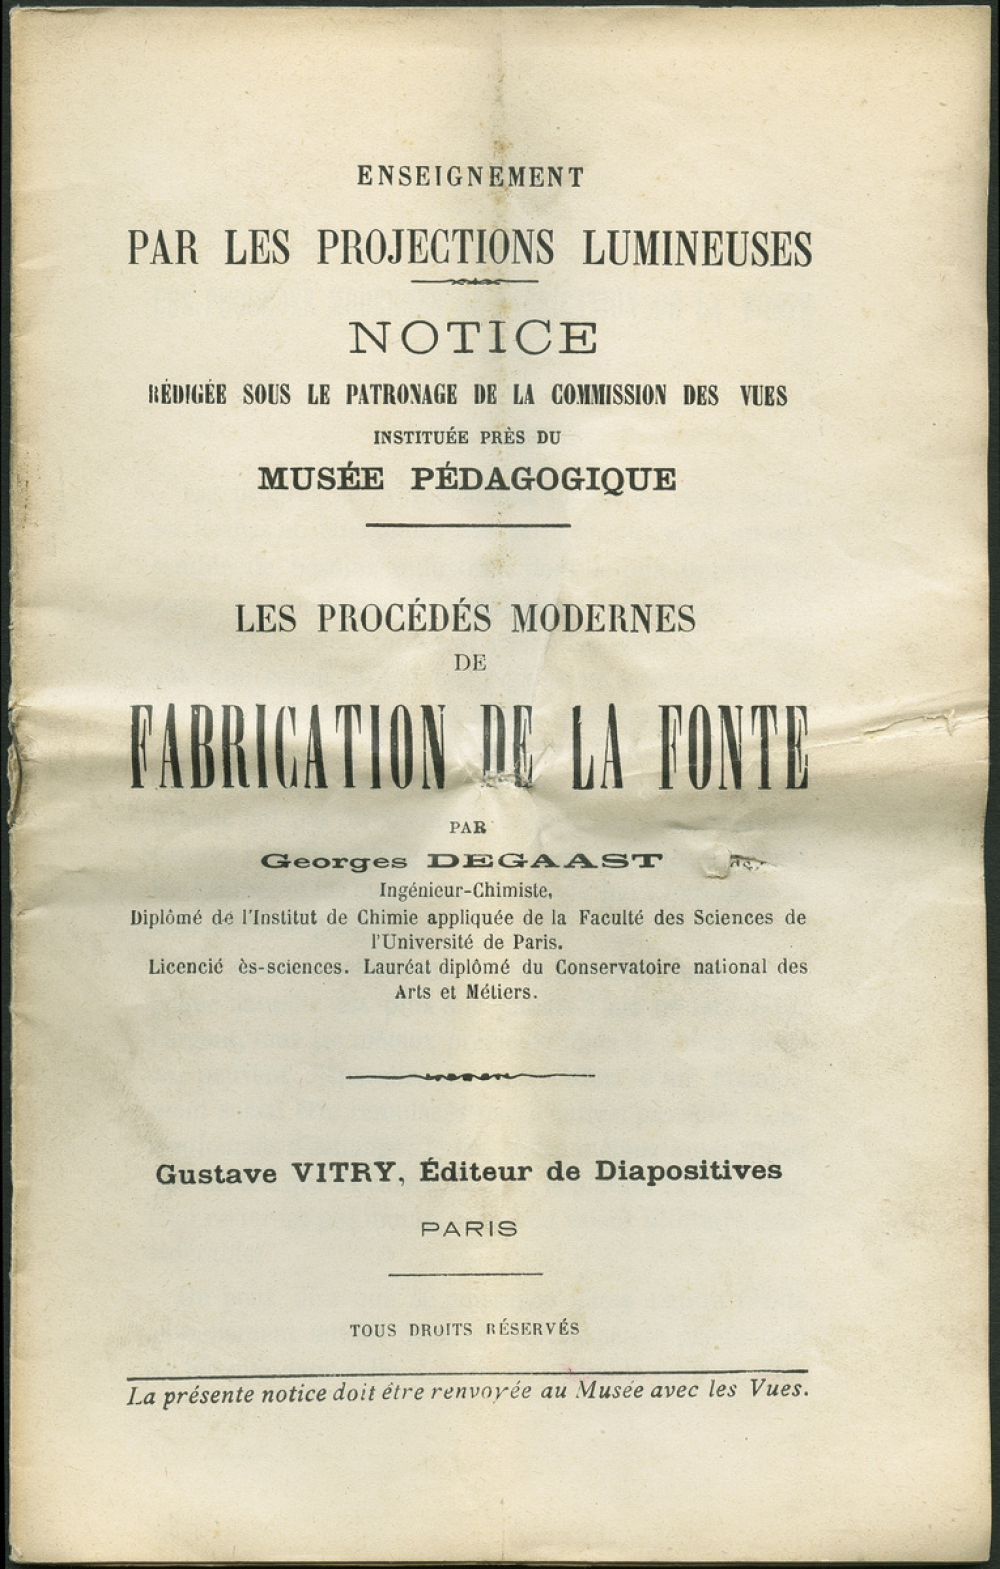 ENSEIGNEMENT
PAR LES PROJECTIONS LUMINEUSES
NOTICE
RÉDIGÉE SOUS LE PATRONAGE DE LA COMMISSION DES VUES
INSTITUÉE PRÈS DU
MUSÉE PÉDAGOGIQUE
LES PROCÉDÉS MODERNES
DE
FABRICATION DE LA FONTE
PAR
Georges DEGAAST
Ingénieur-Chimiste,
Diplômé de l'Institut de Chimie appliquée de la Faculté des Sciences de
l'Université de Paris.
Licencié ès-sciences. Lauréat diplômé du Conservatoire national des
Arts et Métiers.
Gustave VITRY, Éditeur de Diapositives
PARIS
TOUS DROITS RÉSERVÉS
La présente notice doit être renvoyée au Musée avec les Vues.